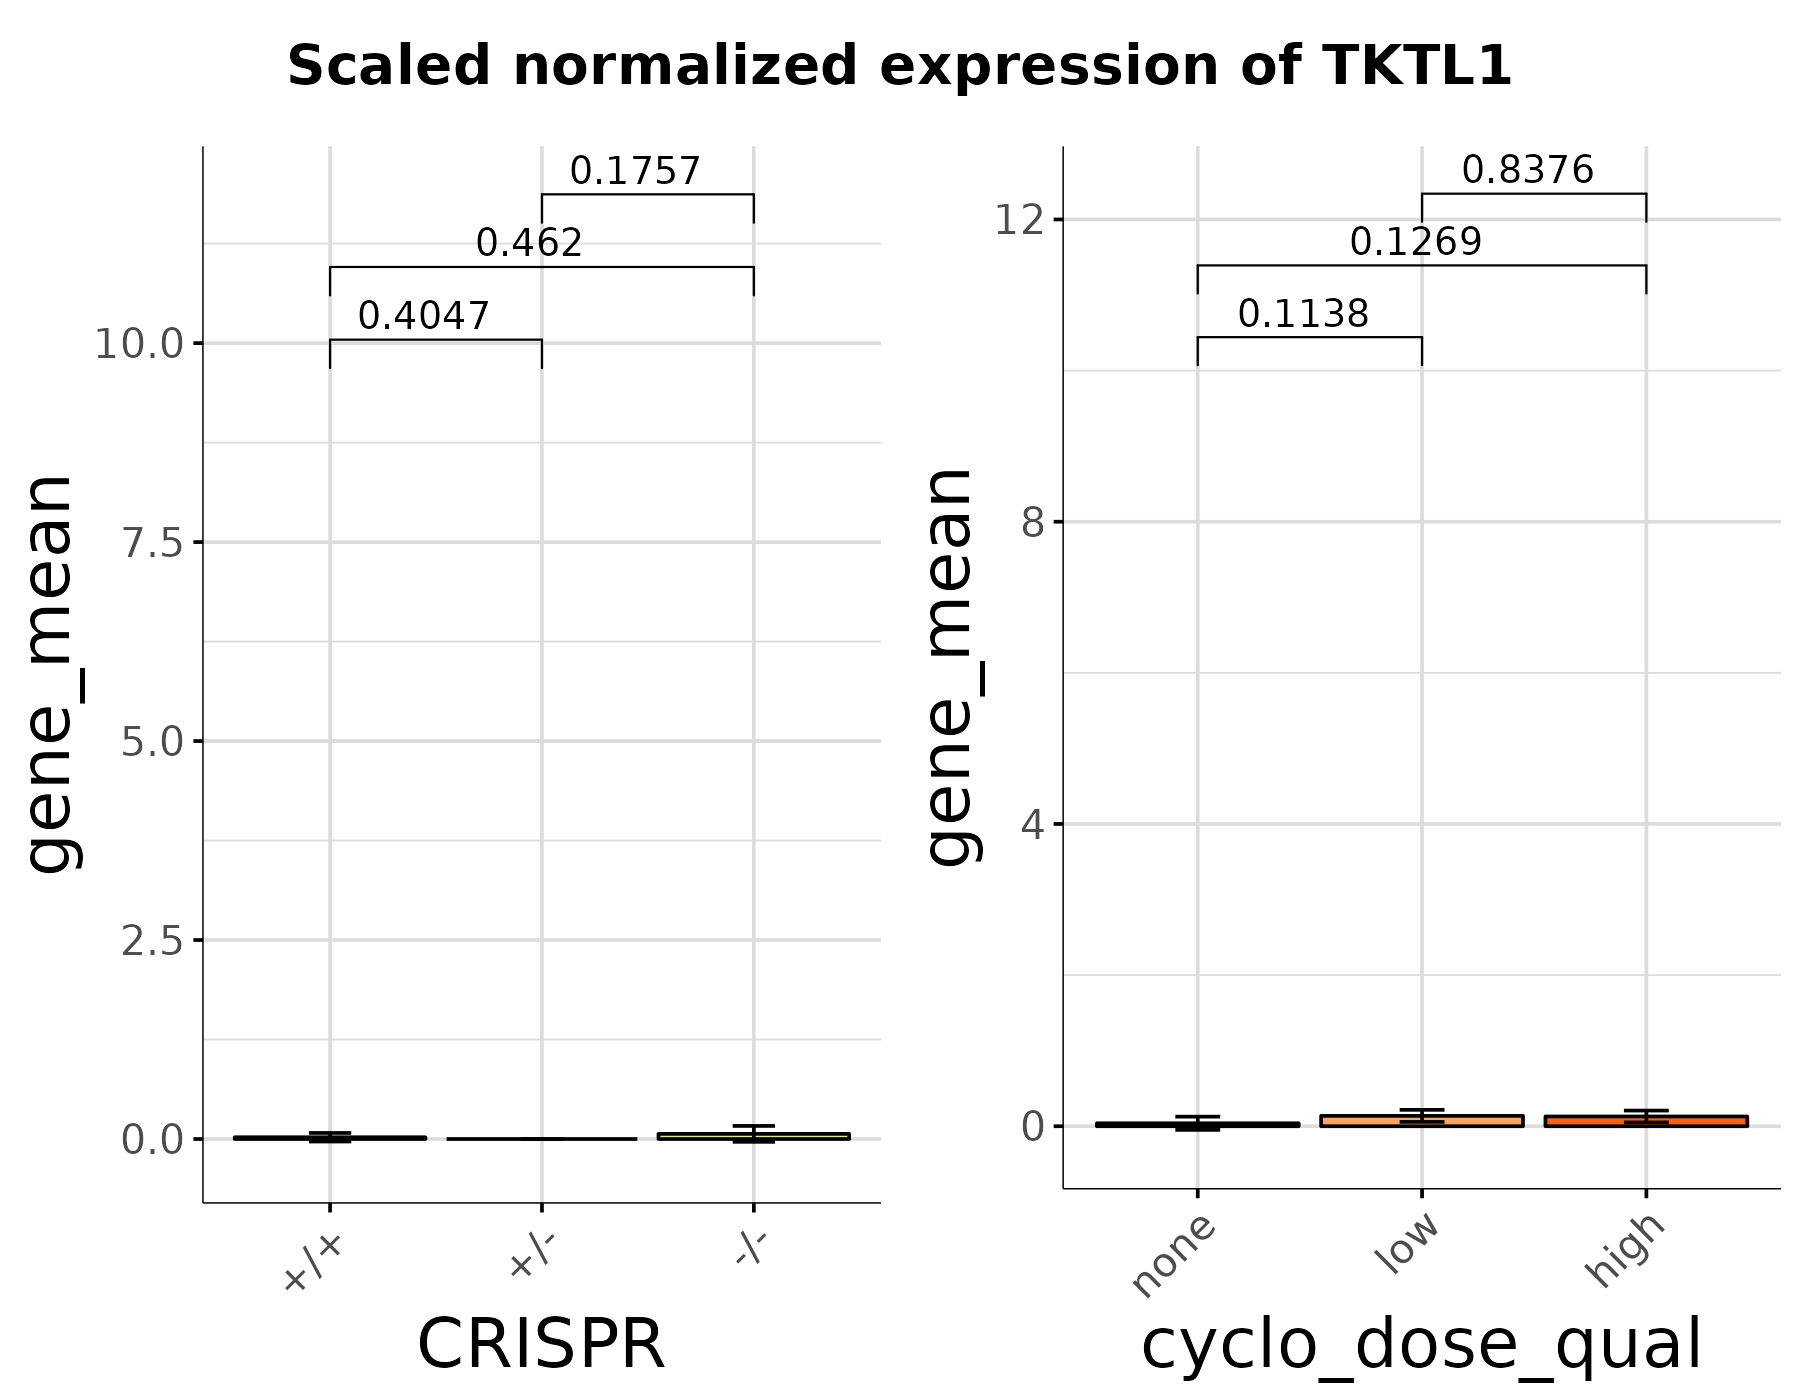 Scaled normalized expression of TKTL1
gene_mean
10.0
7.5
5.0
2.5
0.0
0.1757
0.462
0.4047
+/+
+/-
-/-
CRISPR
gene_mean
12
8
4
0
0.8376
0.1269
0.1138
none
low
high
cyclo_dose_qual